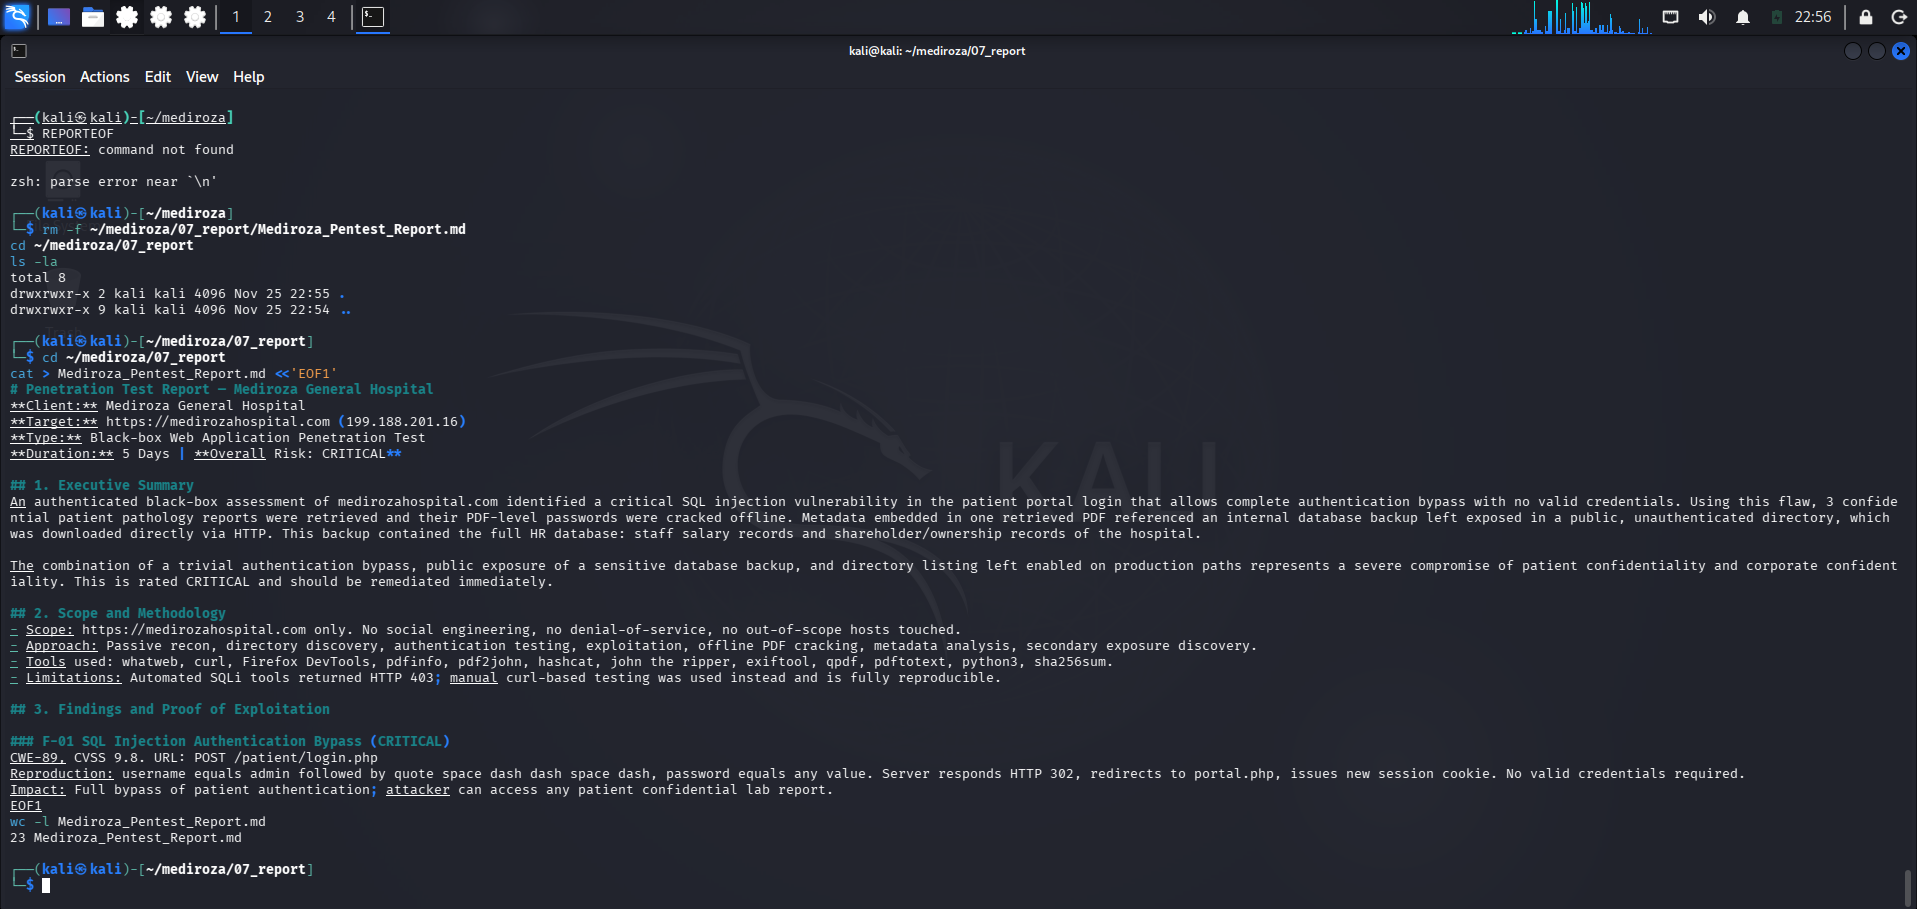 1 2 3 4 22:56
kali@kali: ~/mediroza/07_report
Session Actions Edit View Help
┌──(kali㉿kali)-[~/mediroza]
└─$ REPORTEOF
REPORTEOF: command not found
zsh: parse error near `\n'
┌──(kali㉿kali)-[~/mediroza]
└─$ rm -f ~/mediroza/07_report/Mediroza_Pentest_Report.md
cd ~/mediroza/07_report
ls -la
total 8
drwxrwxr-x 2 kali kali 4096 Nov 25 22:55 .
drwxrwxr-x 9 kali kali 4096 Nov 25 22:54 ..
┌──(kali㉿kali)-[~/mediroza/07_report]
└─$ cd ~/mediroza/07_report
cat > Mediroza_Pentest_Report.md <<'EOF1'
# Penetration Test Report — Mediroza General Hospital
**Client:** Mediroza General Hospital
**Target:** https://medirozahospital.com (199.188.201.16)
**Type:** Black-box Web Application Penetration Test
**Duration:** 5 Days | **Overall Risk: CRITICAL**
## 1. Executive Summary
An authenticated black-box assessment of medirozahospital.com identified a critical SQL injection vulnerability in the patient portal login that allows complete authentication bypass with no valid credentials. Using this flaw, 3 confide
ntial patient pathology reports were retrieved and their PDF-level passwords were cracked offline. Metadata embedded in one retrieved PDF referenced an internal database backup left exposed in a public, unauthenticated directory, which
was downloaded directly via HTTP. This backup contained the full HR database: staff salary records and shareholder/ownership records of the hospital.
The combination of a trivial authentication bypass, public exposure of a sensitive database backup, and directory listing left enabled on production paths represents a severe compromise of patient confidentiality and corporate confident
iality. This is rated CRITICAL and should be remediated immediately.
## 2. Scope and Methodology
- Scope: https://medirozahospital.com only. No social engineering, no denial-of-service, no out-of-scope hosts touched.
- Approach: Passive recon, directory discovery, authentication testing, exploitation, offline PDF cracking, metadata analysis, secondary exposure discovery.
- Tools used: whatweb, curl, Firefox DevTools, pdfinfo, pdf2john, hashcat, john the ripper, exiftool, qpdf, pdftotext, python3, sha256sum.
- Limitations: Automated SQLi tools returned HTTP 403; manual curl-based testing was used instead and is fully reproducible.
## 3. Findings and Proof of Exploitation
### F-01 SQL Injection Authentication Bypass (CRITICAL)
CWE-89, CVSS 9.8. URL: POST /patient/login.php
Reproduction: username equals admin followed by quote space dash dash space dash, password equals any value. Server responds HTTP 302, redirects to portal.php, issues new session cookie. No valid credentials required.
Impact: Full bypass of patient authentication; attacker can access any patient confidential lab report.
EOF1
wc -l Mediroza_Pentest_Report.md
23 Mediroza_Pentest_Report.md
┌──(kali㉿kali)-[~/mediroza/07_report]
└─$
KALI
Trash